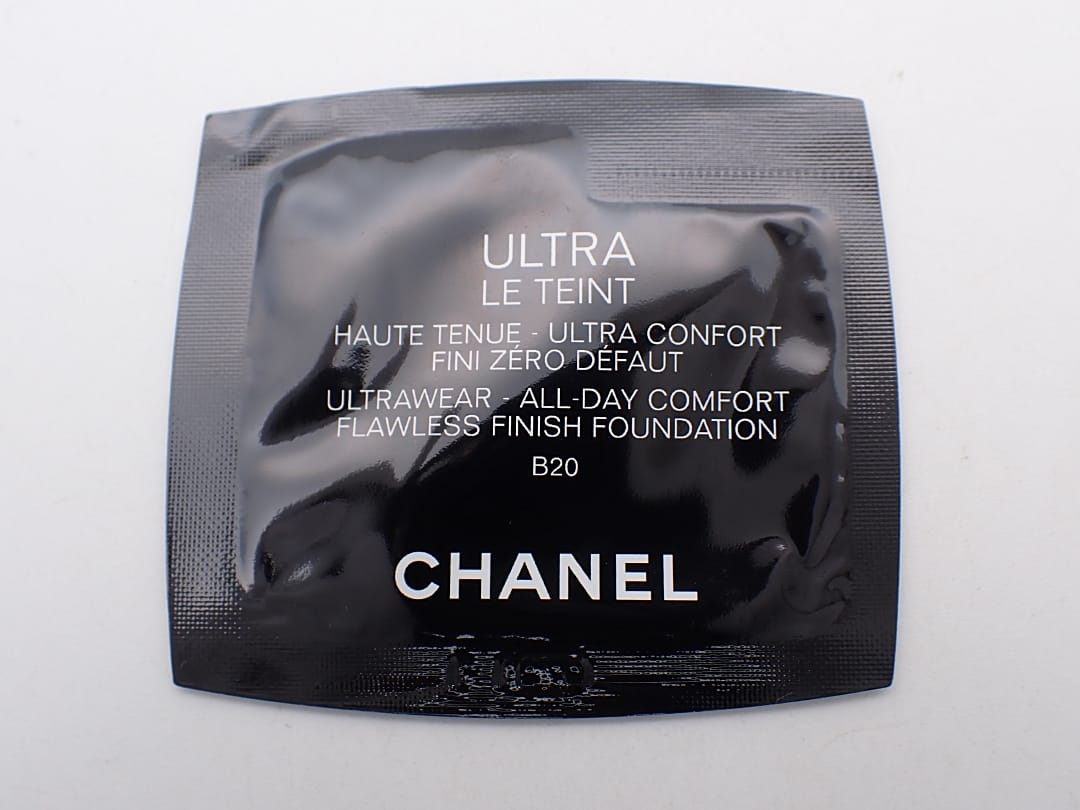 ULTRA
LE TEINT
HAUTE TENUE - ULTRA CONFORT
FINI ZÉRO DÉFAUT
ULTRAWEAR - ALL-DAY COMFORT
FLAWLESS FINISH FOUNDATION
B20
CHANEL